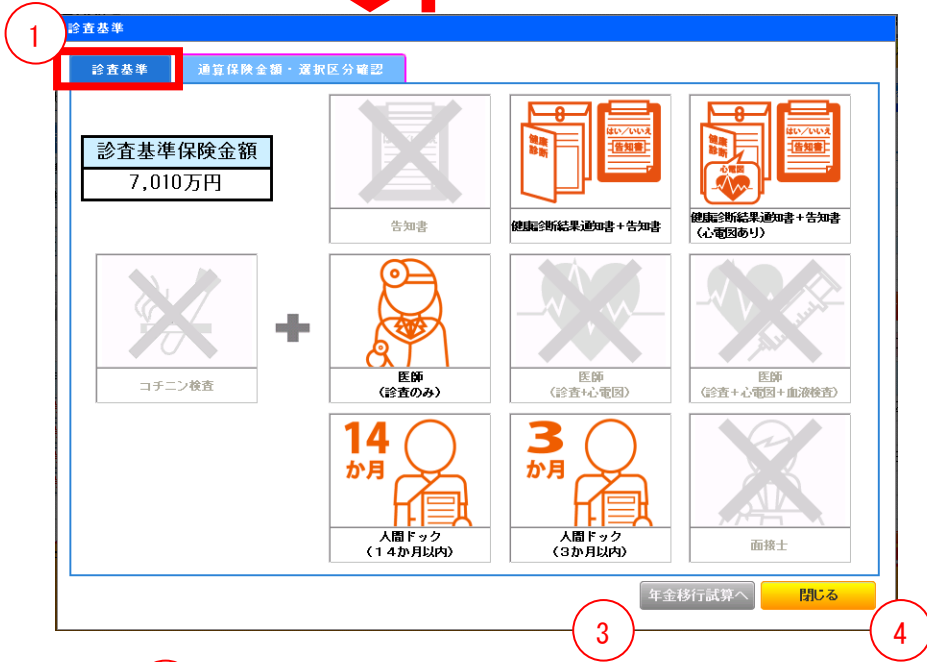 1
診査基準
診査基準
通算保険金額・選択区分確認
診査基準保険金額
7,010万円
告知書
健康
診断
はい／いいえ
告知書
健康診断結果通知書+告知書
健康
診断
心電図
はい／いいえ
告知書
健康診断結果通知書+告知書
（心電図あり）
コチニン検査
医師
（診査のみ）
医師
（診査+心電図）
医師
（診査+心電図+血液検査）
14
か月
人間ドック
（14か月以内）
3
か月
人間ドック
（3か月以内）
面接士
年金移行試算へ
閉じる
3
4